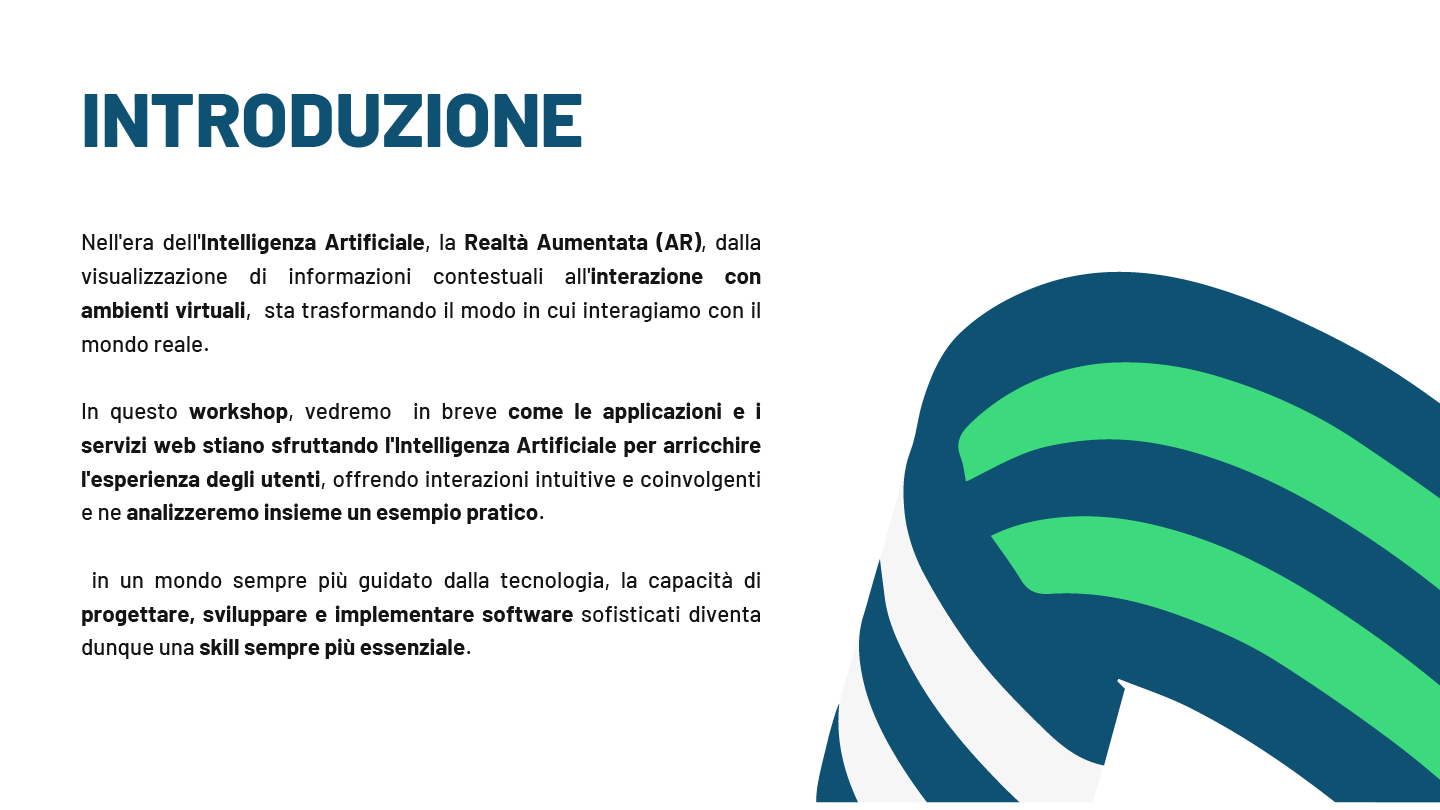 INTRODUZIONE
Nell'era dell'Intelligenza Artificiale, la Realtà Aumentata (AR), dalla
visualizzazione di informazioni contestuali all'interazione con
ambienti virtuali, sta trasformando il modo in cui interagiamo con il
mondo reale.
In questo workshop, vedremo in breve come le applicazioni e i
servizi web stiano sfruttando l'Intelligenza Artificiale per arricchire
l'esperienza degli utenti, offrendo interazioni intuitive e coinvolgenti
e ne analizzeremo insieme un esempio pratico.
in un mondo sempre più guidato dalla tecnologia, la capacità di
progettare, sviluppare e implementare software sofisticati diventa
dunque una skill sempre più essenziale.